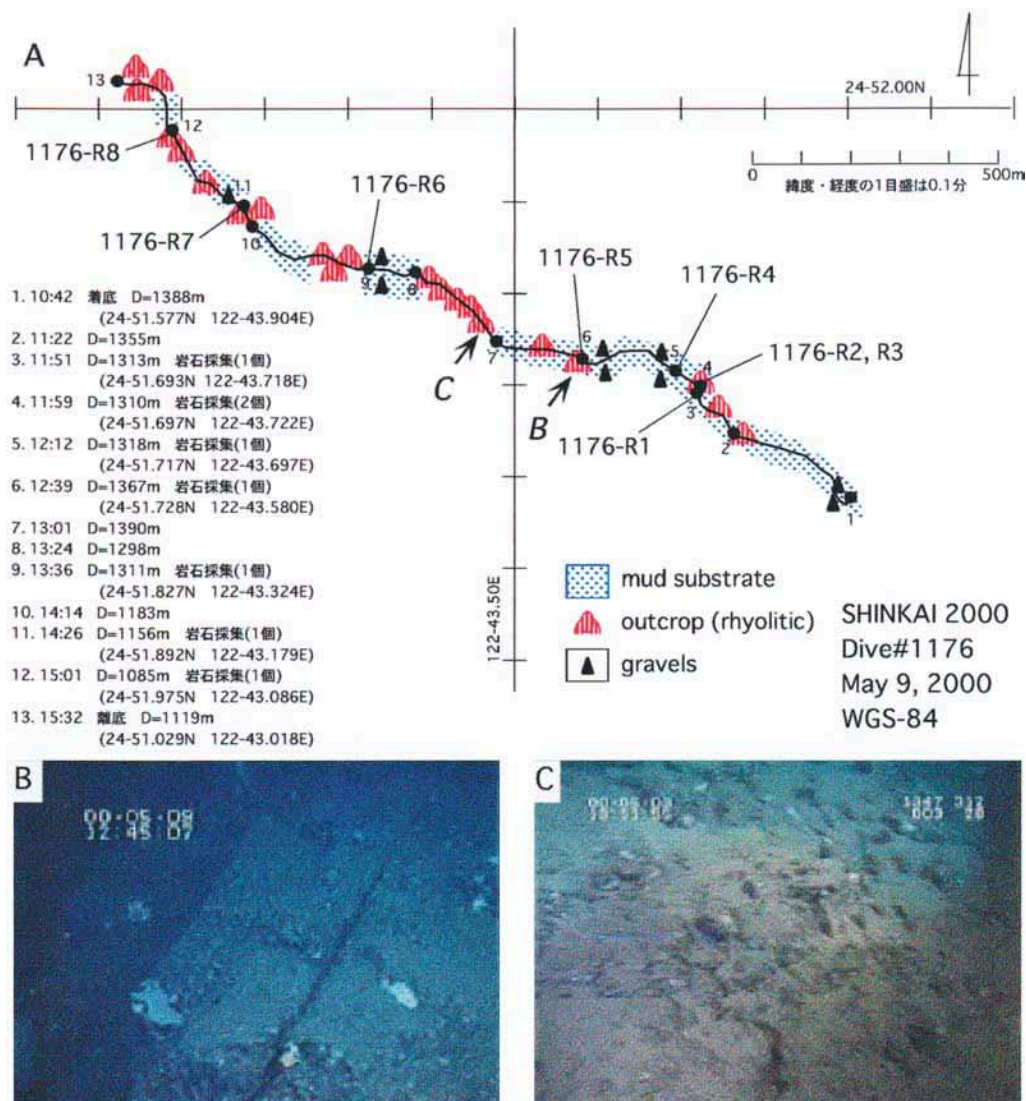 A
13
24-52.00N
12
1176-R8
0 500m
緯度・経度の1目盛は0.1分
11
1176-R6
1176-R7
10
9
8
1176-R5
1176-R4
6
5
4
1176-R2, R3
7
C
B
3
1176-R1
2
1
1. 10:42 着底 D=1388m
(24-51.577N 122-43.904E)
2. 11:22 D=1355m
3. 11:51 D=1313m 岩石採集(1個)
(24-51.693N 122-43.718E)
4. 11:59 D=1310m 岩石採集(2個)
(24-51.697N 122-43.722E)
5. 12:12 D=1318m 岩石採集(1個)
(24-51.717N 122-43.697E)
6. 12:39 D=1367m 岩石採集(1個)
(24-51.728N 122-43.580E)
7. 13:01 D=1390m
8. 13:24 D=1298m
9. 13:36 D=1311m 岩石採集(1個)
(24-51.827N 122-43.324E)
10. 14:14 D=1183m
11. 14:26 D=1156m 岩石採集(1個)
(24-51.892N 122-43.179E)
12. 15:01 D=1085m 岩石採集(1個)
(24-51.975N 122-43.086E)
13. 15:32 離底 D=1119m
(24-51.029N 122-43.018E)
122-43.50E
mud substrate
outcrop (rhyolitic)
gravels
SHINKAI 2000
Dive#1176
May 9, 2000
WGS-84
B
00:05:09
12:45:07
C